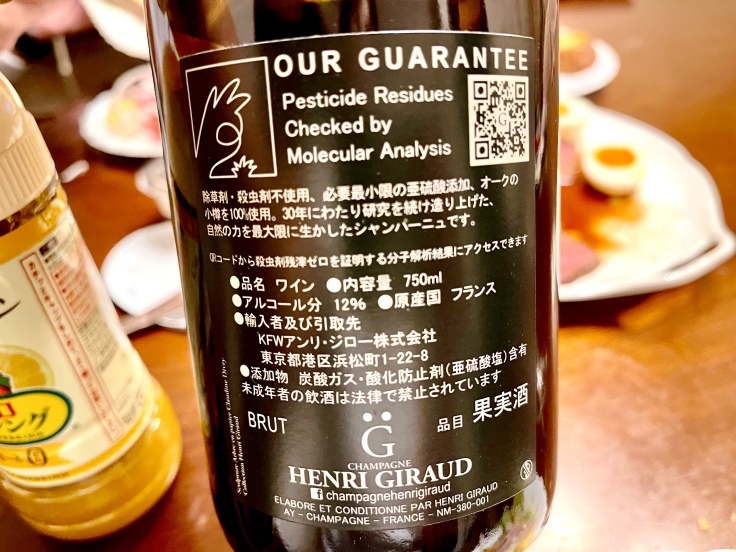 OUR GUARANTEE
Pesticide Residues
Checked by
Molecular Analysis
除草剤・殺虫剤不使用、必要最小限の亜硫酸添加、オークの
小樽を100%使用。30年にわたり研究を続け造り上げた、
自然の力を最大限に生かしたシャンパーニュです。
QRコードから殺虫剤残滓ゼロを証明する分子解析結果にアクセスできます
●品名 ワイン ●内容量 750ml
●アルコール分 12% ●原産国 フランス
●輸入者及び引取先
KFWアンリ・ジロー株式会社
東京都港区浜松町1-22-8
●添加物 炭酸ガス・酸化防止剤(亜硫酸塩)含有
未成年者の飲酒は法律で禁止されています
BRUT
品目 果実酒
G
CHAMPAGNE
HENRI GIRAUD
champagnehenrigiraud
ELABORE ET CONDITIONNE PAR HENRI GIRAUD
AY - CHAMPAGNE - FRANCE - NM-380-001
Collection Henri Giraud
ング